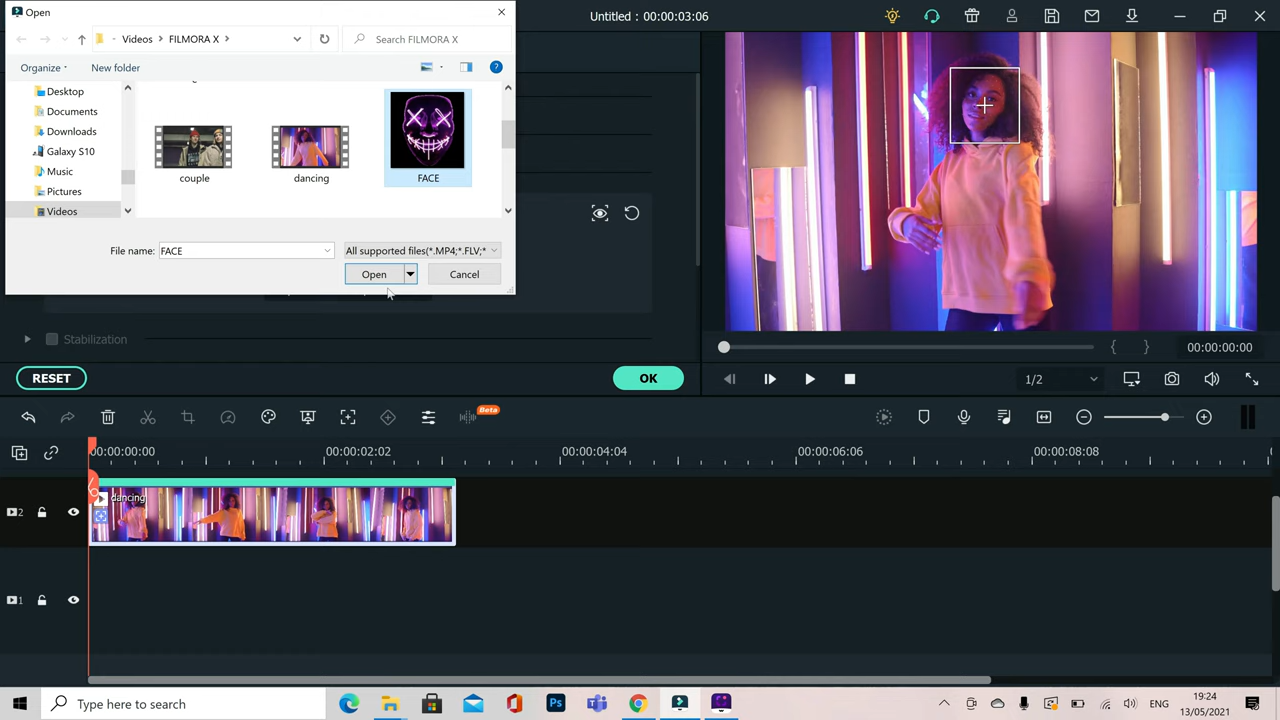 Open
Untitled : 00:00:03:06
Videos > FILMORA X >
Search FILMORA X
Organize
New folder
Desktop
Documents
Downloads
Galaxy S10
Music
Pictures
Videos
couple
dancing
FACE
File name:
FACE
All supported files(*.MP4;*.FLV;*
Open
Cancel
Stabilization
RESET
OK
00:00:00:00
1/2
Beta
00:00:00:00
00:00:02:02
00:00:04:04
00:00:06:06
00:00:08:08
dancing
2
1
Type here to search
Ps
ENG
19:24
13/05/2021